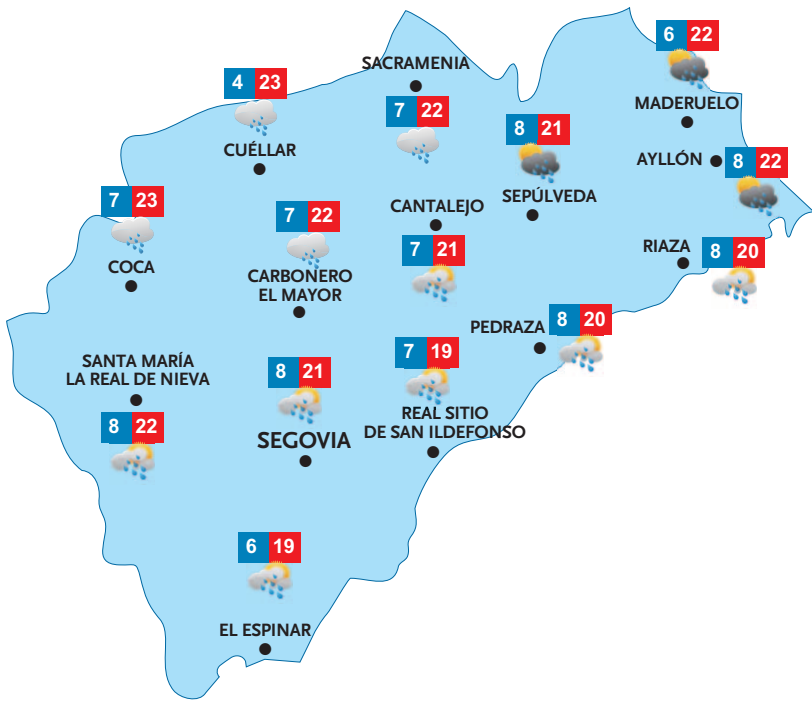 6 22
MADERUELO
SACRAMENIA
7 22
4 23
CUÉLLAR
8 21
SEPÚLVEDA
AYLLÓN
8 22
7 23
COCA
7 22
CARBONERO
EL MAYOR
CANTALEJO
7 21
RIAZA
8 20
PEDRAZA
8 20
SANTA MARÍA
LA REAL DE NIEVA
8 22
8 21
SEGOVIA
7 19
REAL SITIO
DE SAN ILDEFONSO
6 19
EL ESPINAR